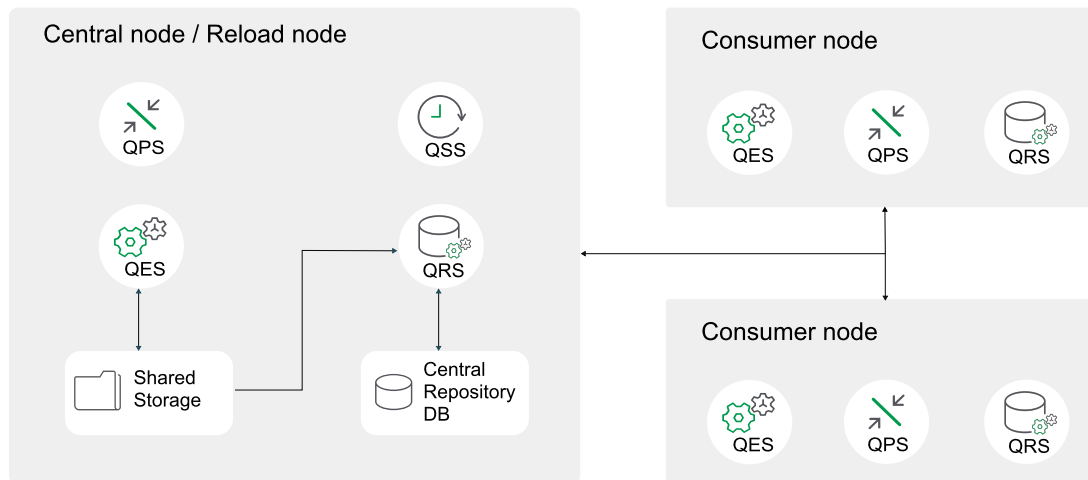 Central node / Reload node
QPS
QSS
QES
QRS
Shared
Storage
Central
Repository
DB
Consumer node
QES
QPS
QRS
Consumer node
QES
QPS
QRS